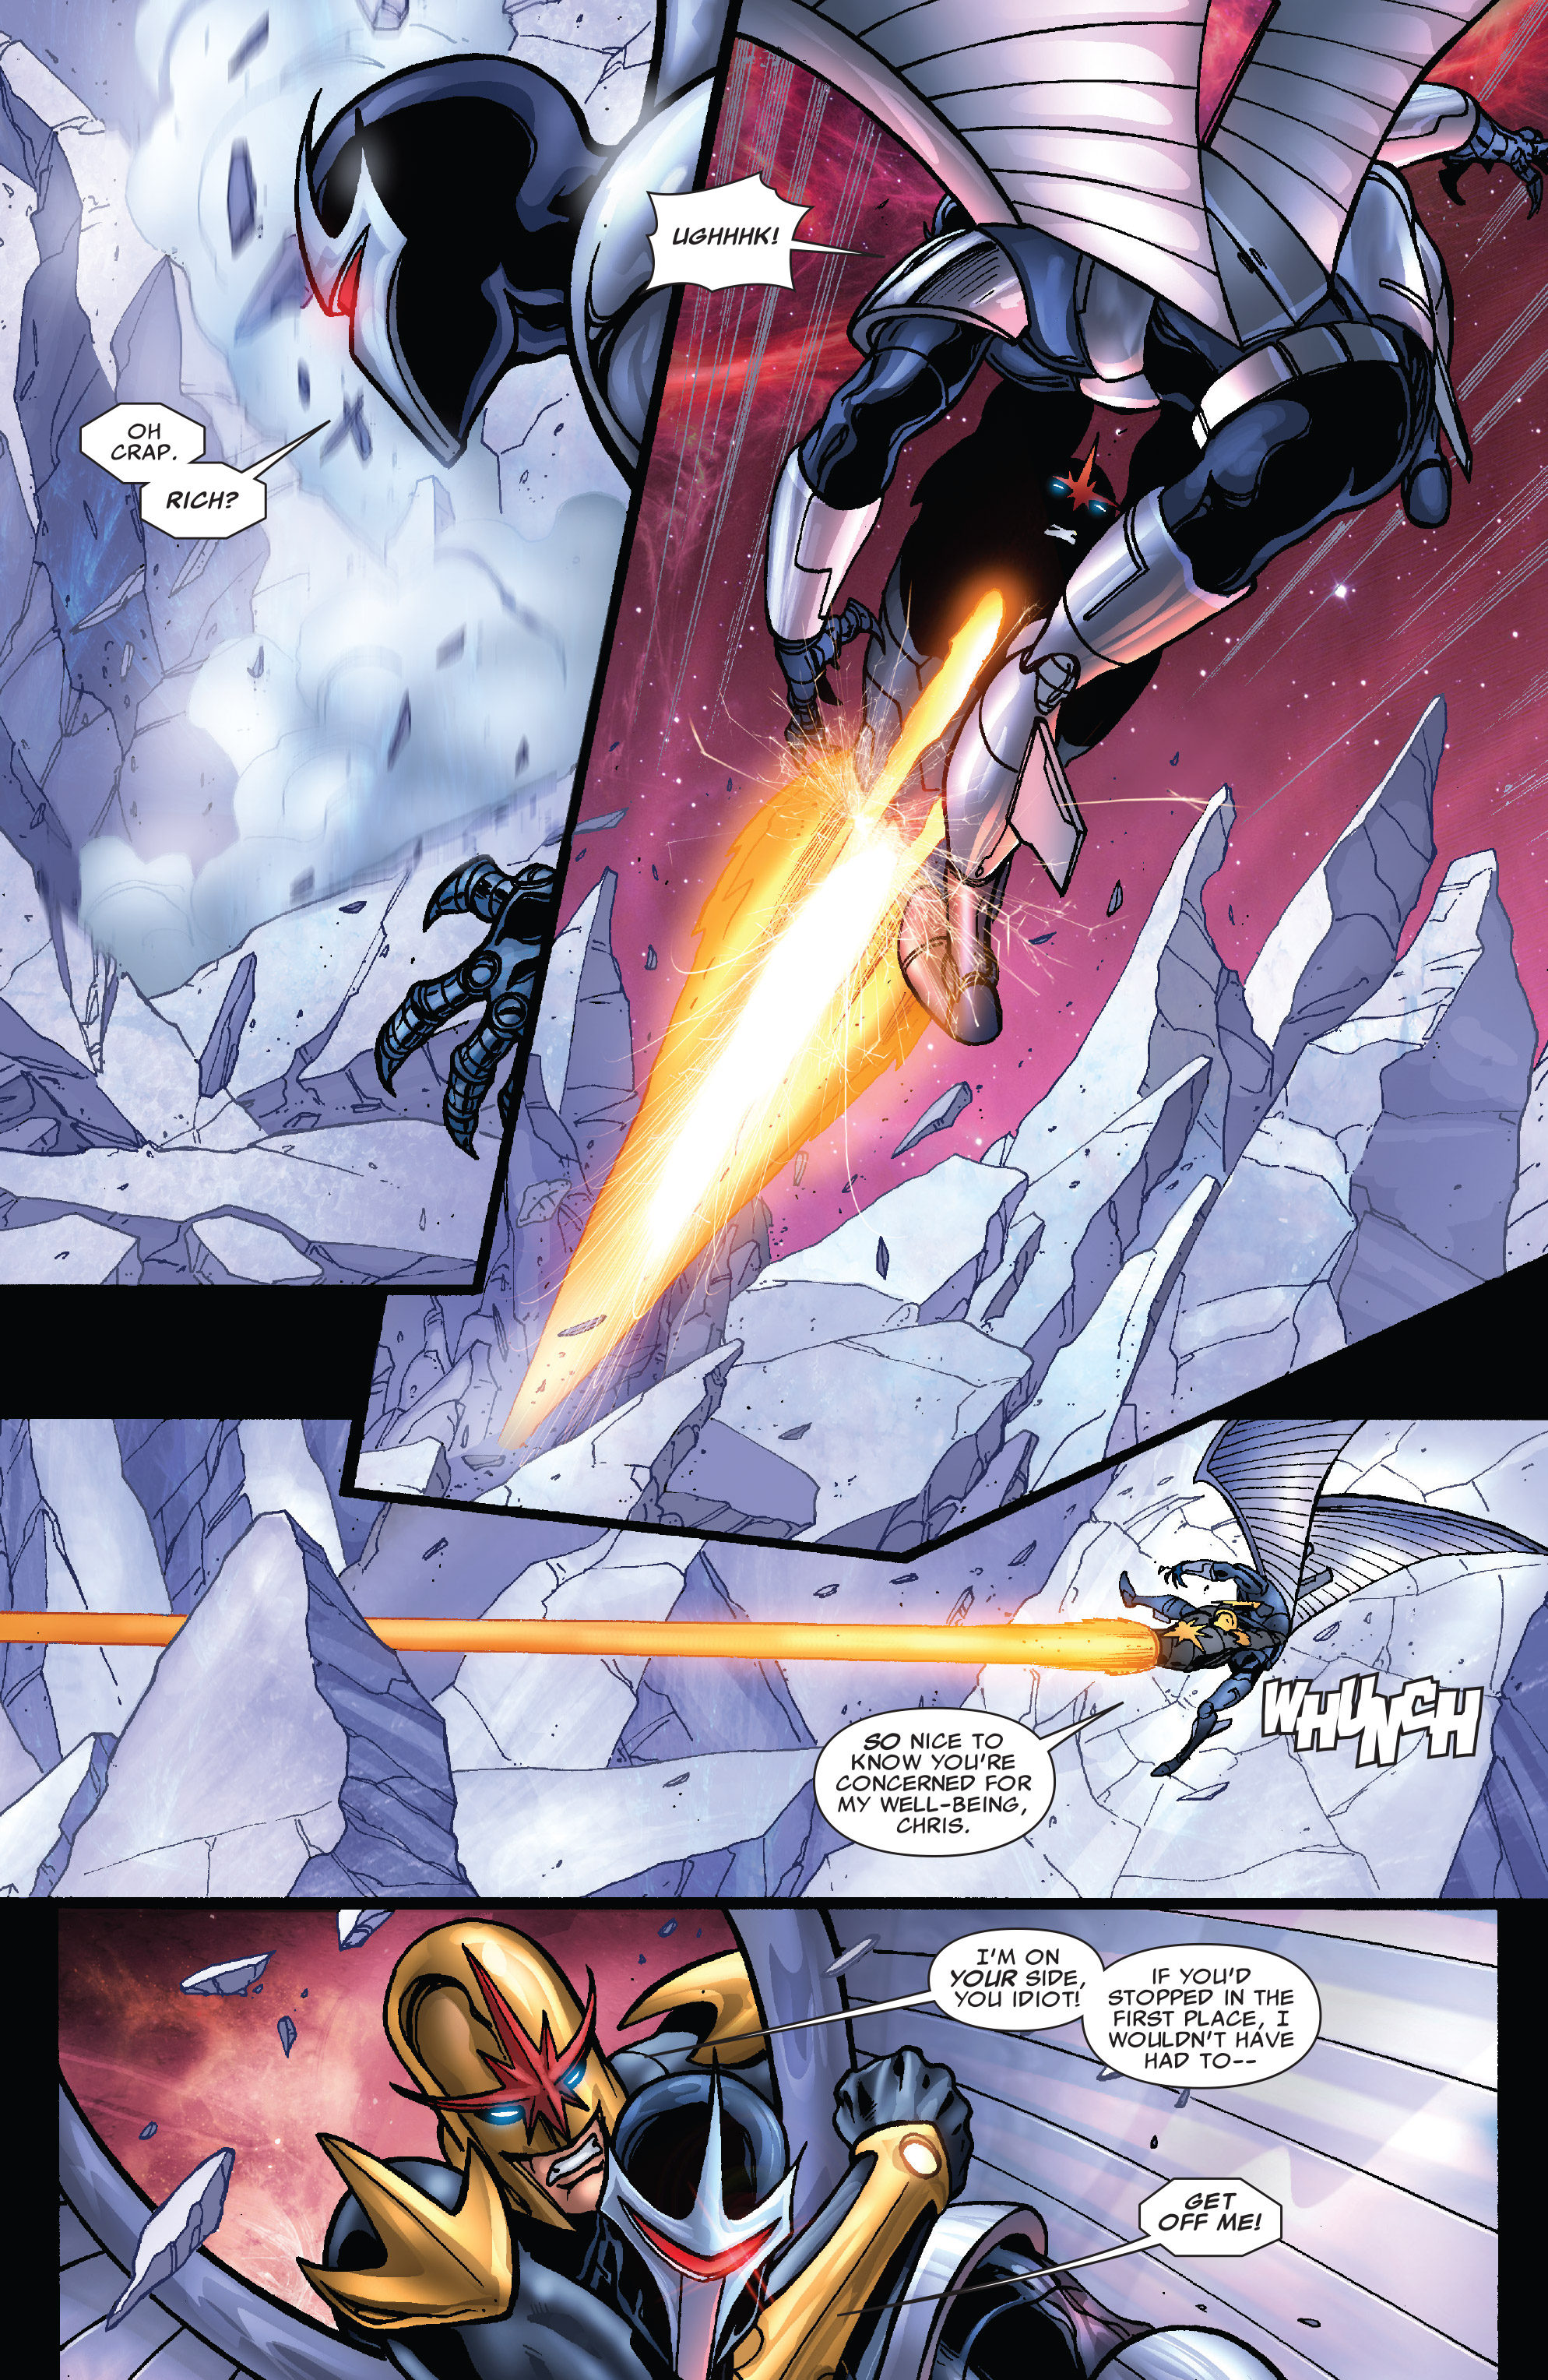 OH
CRAP.
RICH?
UGHHHK!
SO NICE TO
KNOW YOU'RE
CONCERNED FOR
MY WELL-BEING,
CHRIS.
WHUNCH
I'M ON
YOUR SIDE,
YOU IDIOT!
IF YOU'D
STOPPED IN THE
FIRST PLACE, I
WOULDN'T HAVE
HAD TO--
GET
OFF ME!